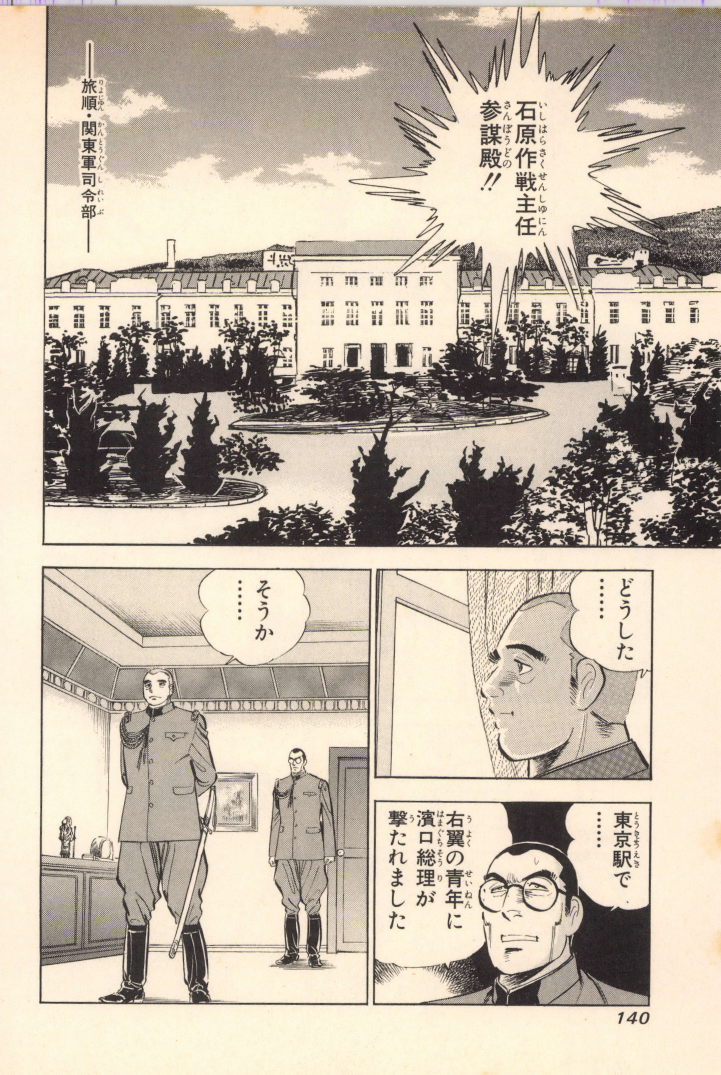 石原作戦主任
参謀殿!!
――旅順・関東軍司令部――
どうした
……
東京駅で
……
右翼の青年に
濱口総理が
撃たれました
そうか
……
140